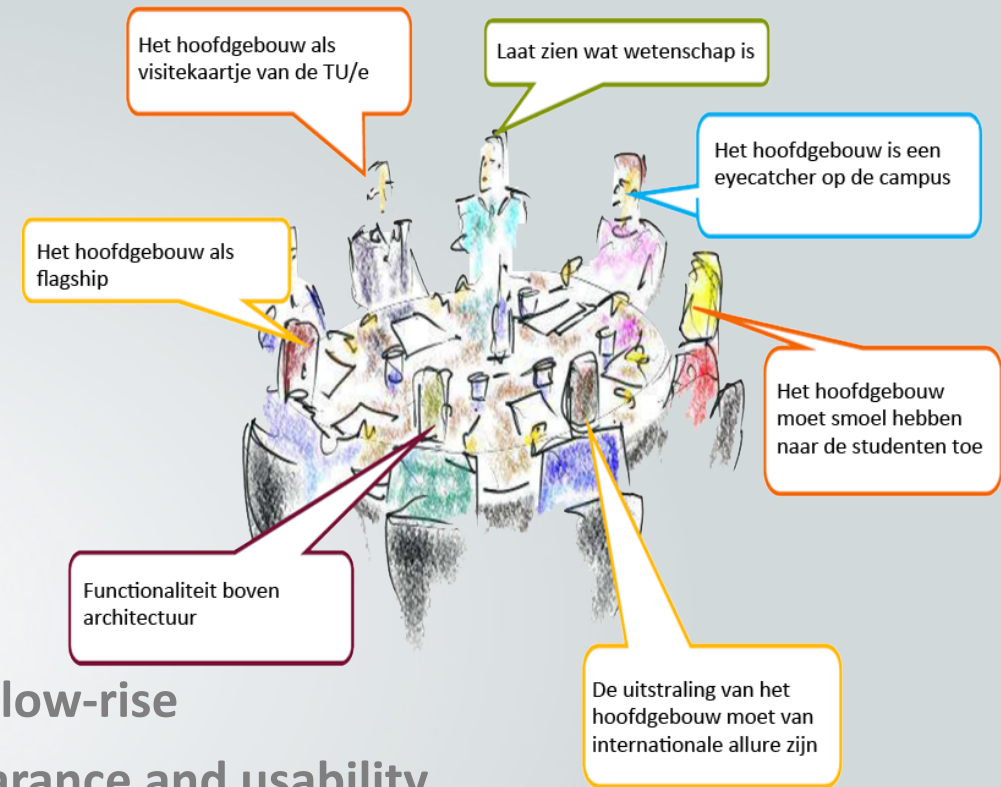 Het hoofdgebouw als
visitekaartje van de TU/e
Laat zien wat wetenschap is
Het hoofdgebouw is een
eyecatcher op de campus
Het hoofdgebouw als
flagship
Het hoofdgebouw
moet smoel hebben
naar de studenten toe
Functionaliteit boven
architectuur
De uitstraling van het
hoofdgebouw moet van
internationale allure zijn
low-rise
and usability